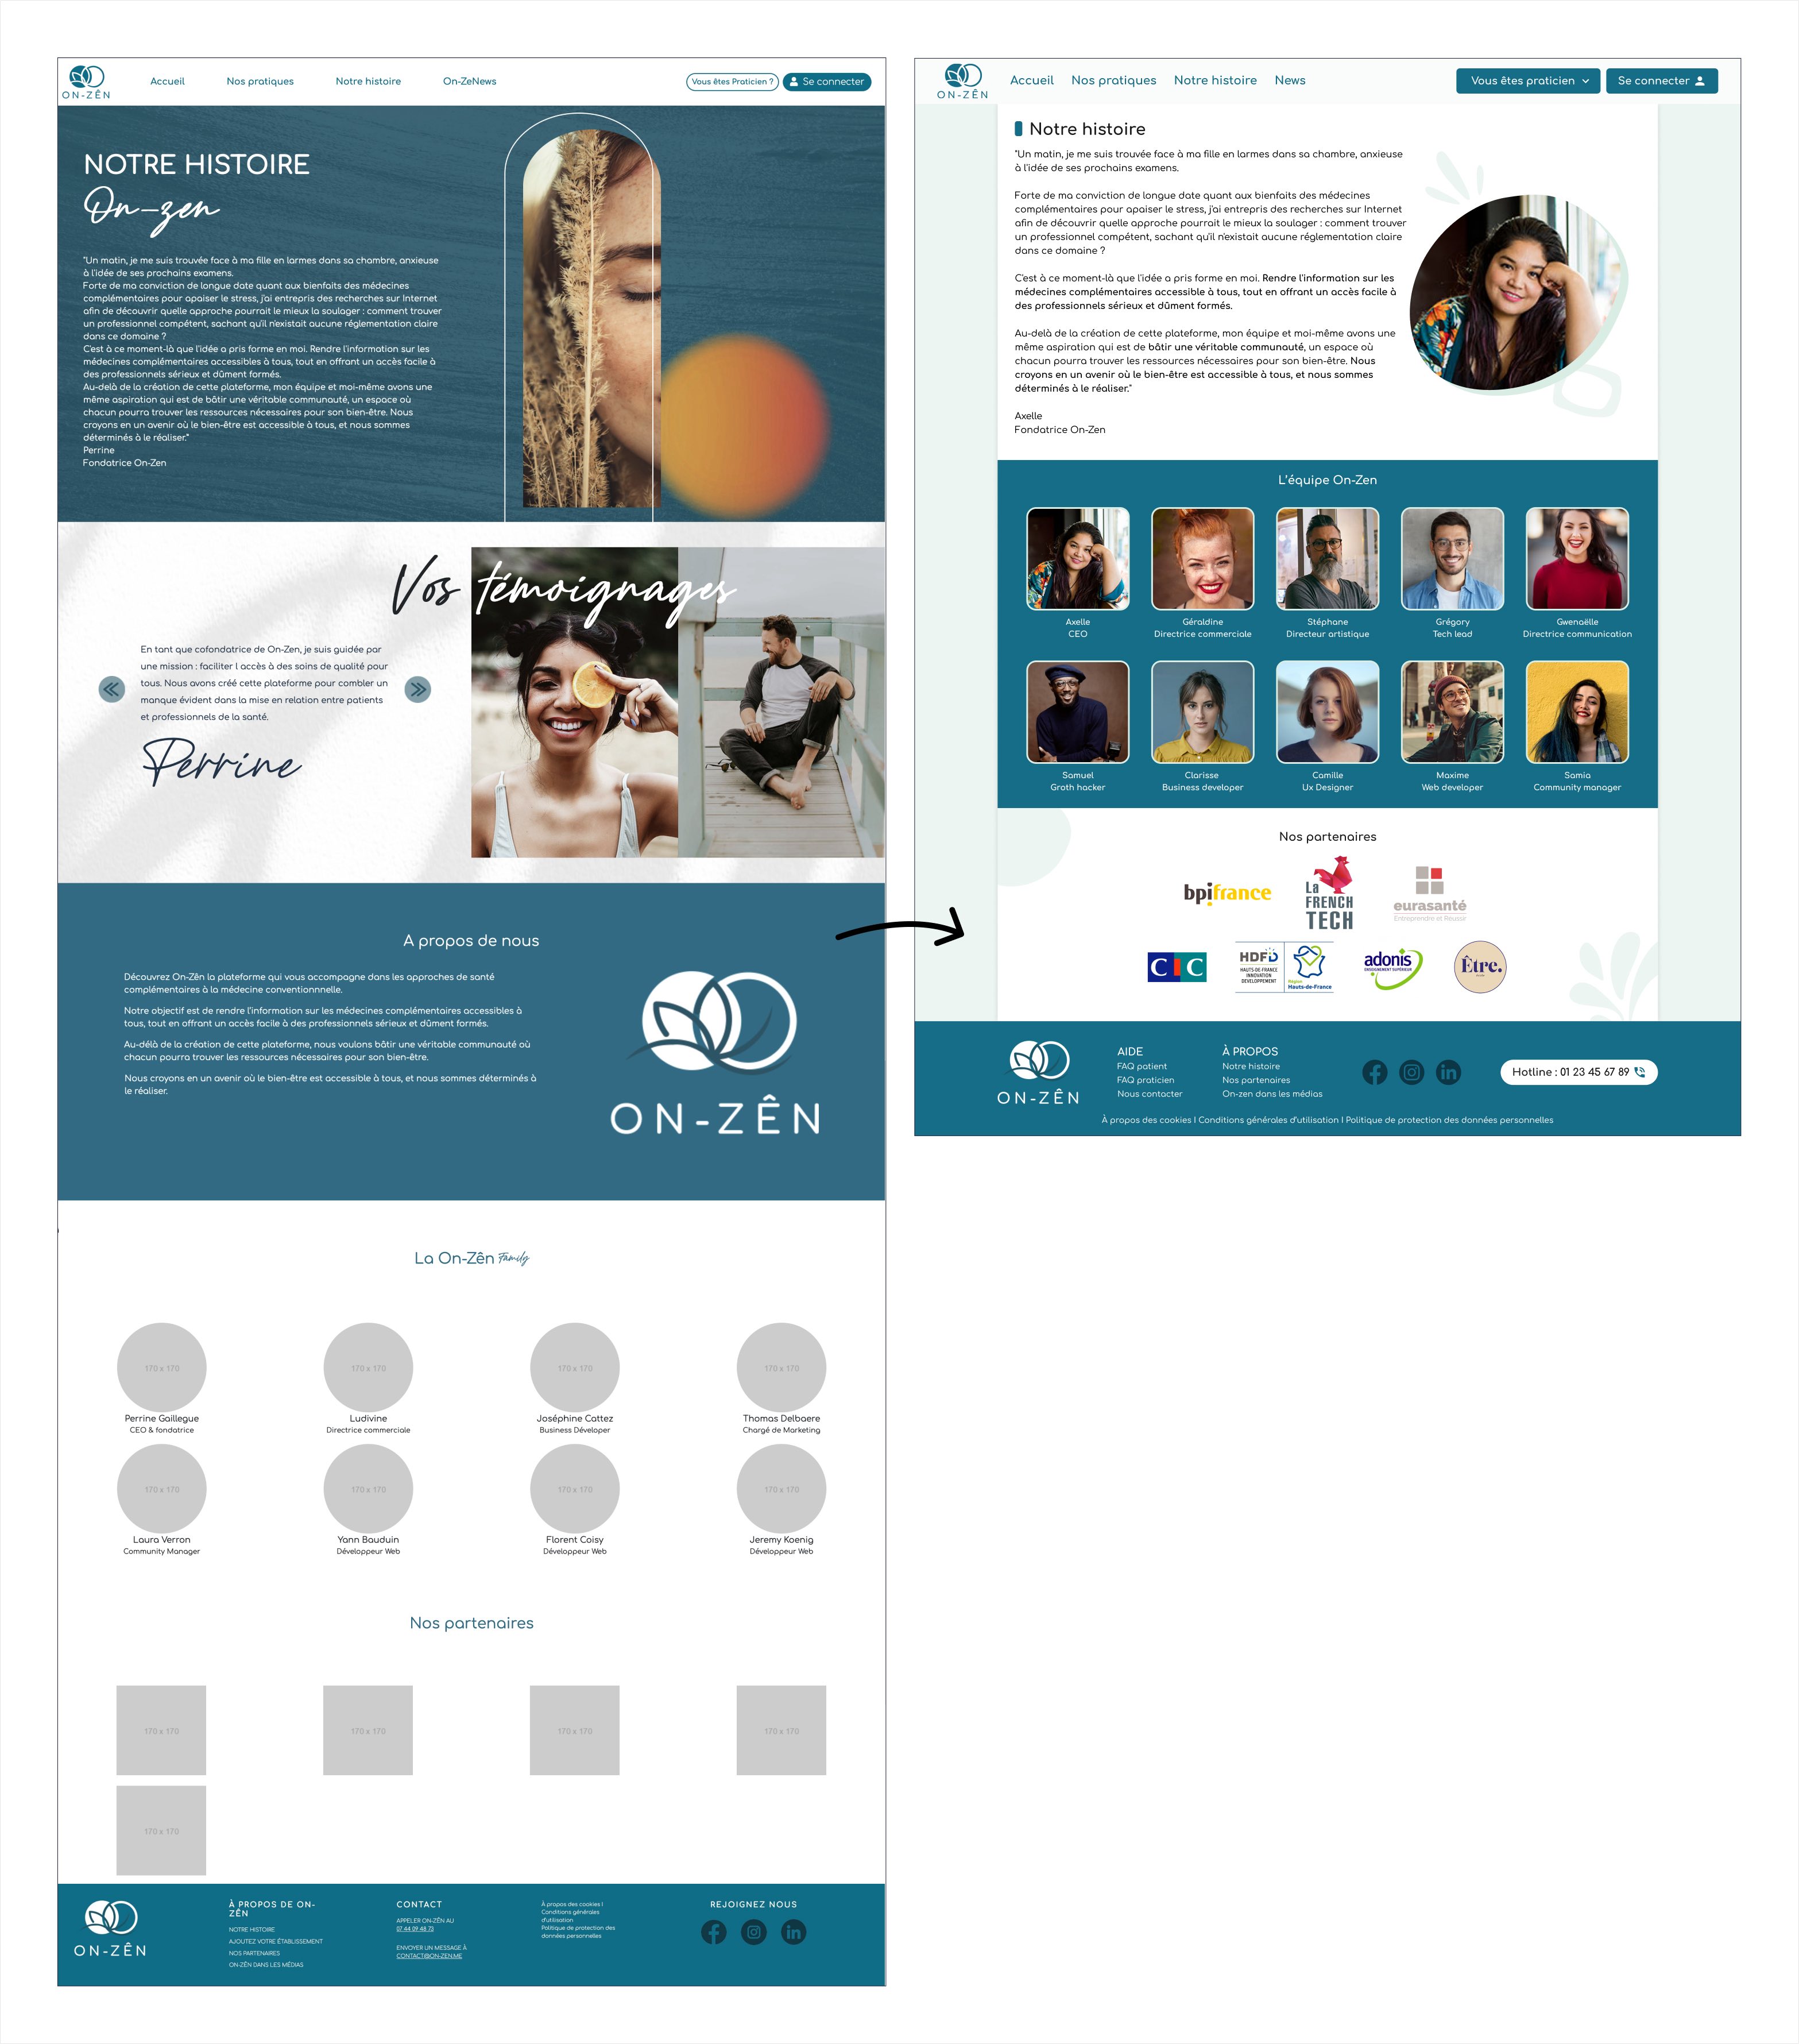 ON-ZÊN
Accueil
Nos pratiques
Notre histoire
On-ZeNews
Vous êtes Praticien ?
Se connecter
NOTRE HISTOIRE
On-zen
"Un matin, je me suis trouvée face à ma fille en larmes dans sa chambre, anxieuse
à l'idée de ses prochains examens.
Forte de ma conviction de longue date quant aux bienfaits des médecines
complémentaires pour apaiser le stress, j'ai entrepris des recherches sur Internet
afin de découvrir quelle approche pourrait le mieux la soulager : comment trouver
un professionnel compétent, sachant qu'il n'existait aucune réglementation claire
dans ce domaine ?
C'est à ce moment-là que l'idée a pris forme en moi. Rendre l'information sur les
médecines complémentaires accessibles à tous, tout en offrant un accès facile à
des professionnels sérieux et dûment formés.
Au-delà de la création de cette plateforme, mon équipe et moi-même avons une
même aspiration qui est de bâtir une véritable communauté, un espace où
chacun pourra trouver les ressources nécessaires pour son bien-être. Nous
croyons en un avenir où le bien-être est accessible à tous, et nous sommes
déterminés à le réaliser."
Perrine
Fondatrice On-Zen
Vos témoignages
En tant que cofondatrice de On-Zen, je suis guidée par
une mission : faciliter l accès à des soins de qualité pour
tous. Nous avons créé cette plateforme pour combler un
manque évident dans la mise en relation entre patients
et professionnels de la santé.
Perrine
A propos de nous
Découvrez On-Zên la plateforme qui vous accompagne dans les approches de santé
complémentaires à la médecine conventionnnelle.
Notre objectif est de rendre l'information sur les médecines complémentaires accessibles à
tous, tout en offrant un accès facile à des professionnels sérieux et dûment formés.
Au-délà de la création de cette plateforme, nous voulons bâtir une véritable communauté où
chacun pourra trouver les ressources nécessaires pour son bien-être.
Nous croyons en un avenir où le bien-être est accessible à tous, et nous sommes déterminés à
le réaliser.
ON-ZÊN
La On-Zên Family
170 x 170
170 x 170
170 x 170
170 x 170
Perrine Gaillegue
CEO & fondatrice
Ludivine
Directrice commerciale
Joséphine Cattez
Business Déveloper
Thomas Delbaere
Chargé de Marketing
170 x 170
170 x 170
170 x 170
170 x 170
Laura Verron
Community Manager
Yann Bauduin
Développeur Web
Florent Coisy
Développeur Web
Jeremy Koenig
Développeur Web
Nos partenaires
170 x 170
170 x 170
170 x 170
170 x 170
170 x 170
ON-ZÊN
À PROPOS DE ON-
ZÊN
NOTRE HISTOIRE
AJOUTEZ VOTRE ÉTABLISSEMENT
NOS PARTENAIRES
ON-ZÊN DANS LES MÉDIAS
CONTACT
APPELER ON-ZÊN AU
07 44 09 48 73
ENVOYER UN MESSAGE À
CONTACT@ON-ZEN.ME
À propos des cookies I
Conditions générales
d'utilisation
Politique de protection des
données personnelles
REJOIGNEZ NOUS
ON-ZÊN
Accueil
Nos pratiques
Notre histoire
News
Vous êtes praticien
Se connecter
Notre histoire
"Un matin, je me suis trouvée face à ma fille en larmes dans sa chambre, anxieuse
à l'idée de ses prochains examens.
Forte de ma conviction de longue date quant aux bienfaits des médecines
complémentaires pour apaiser le stress, j'ai entrepris des recherches sur Internet
afin de découvrir quelle approche pourrait le mieux la soulager : comment trouver
un professionnel compétent, sachant qu'il n'existait aucune réglementation claire
dans ce domaine ?
C'est à ce moment-là que l'idée a pris forme en moi. Rendre l'information sur les
médecines complémentaires accessible à tous, tout en offrant un accès facile à
des professionnels sérieux et dûment formés.
Au-delà de la création de cette plateforme, mon équipe et moi-même avons une
même aspiration qui est de bâtir une véritable communauté, un espace où
chacun pourra trouver les ressources nécessaires pour son bien-être. Nous
croyons en un avenir où le bien-être est accessible à tous, et nous sommes
déterminés à le réaliser."
Axelle
Fondatrice On-Zen
L'équipe On-Zen
Axelle
CEO
Géraldine
Directrice commerciale
Stéphane
Directeur artistique
Grégory
Tech lead
Gwenaëlle
Directrice communication
Samuel
Groth hacker
Clarisse
Business developer
Camille
Ux Designer
Maxime
Web developer
Samia
Community manager
Nos partenaires
bpifrance
La
FRENCH
TECH
eurasanté
Entreprendre et Réussir
CIC
HDFID
HAUTS-DE-FRANCE
INNOVATION
DEVELOPPEMENT
Région
Hauts-de-France
adonis
ENSEIGNEMENT SUPÉRIEUR
Être.
ON-ZÊN
AIDE
FAQ patient
FAQ praticien
Nous contacter
À PROPOS
Notre histoire
Nos partenaires
On-zen dans les médias
Hotline : 01 23 45 67 89
À propos des cookies I Conditions générales d'utilisation I Politique de protection des données personnelles